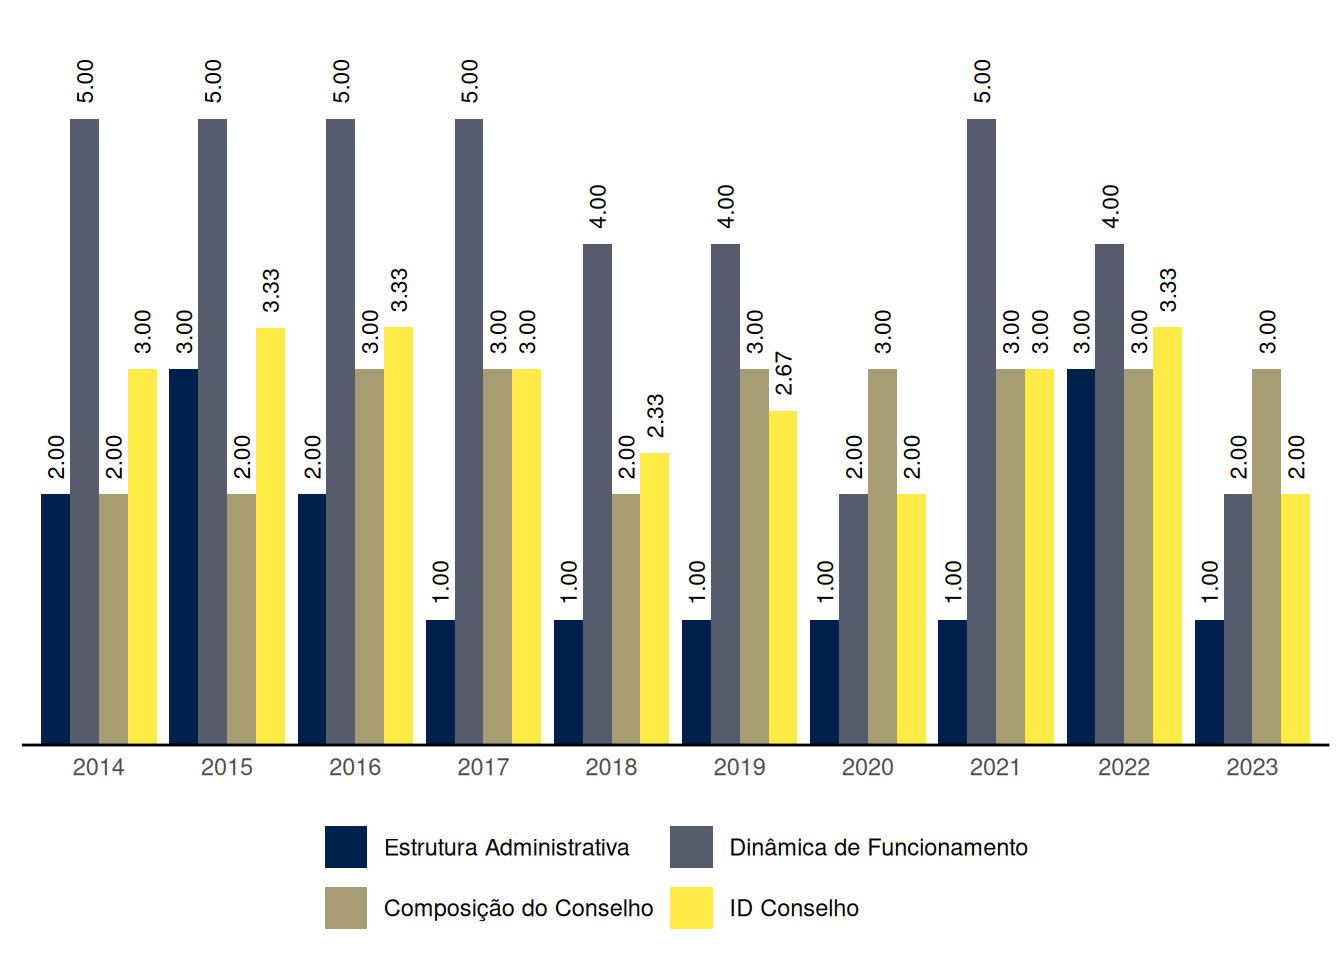 5.00 5.00 5.00 5.00 5.00
4.00 4.00 4.00
3.33 3.33 3.33
3.00 3.00 3.00 3.00 3.00 3.00 3.00 3.00 3.00 3.00 3.00 3.00
2.67
2.33
2.00 2.00 2.00 2.00 2.00 2.00 2.00 2.00 2.00
1.00 1.00 1.00 1.00 1.00 1.00
2014 2015 2016 2017 2018 2019 2020 2021 2022 2023
Estrutura Administrativa Dinâmica de Funcionamento
Composição do Conselho ID Conselho